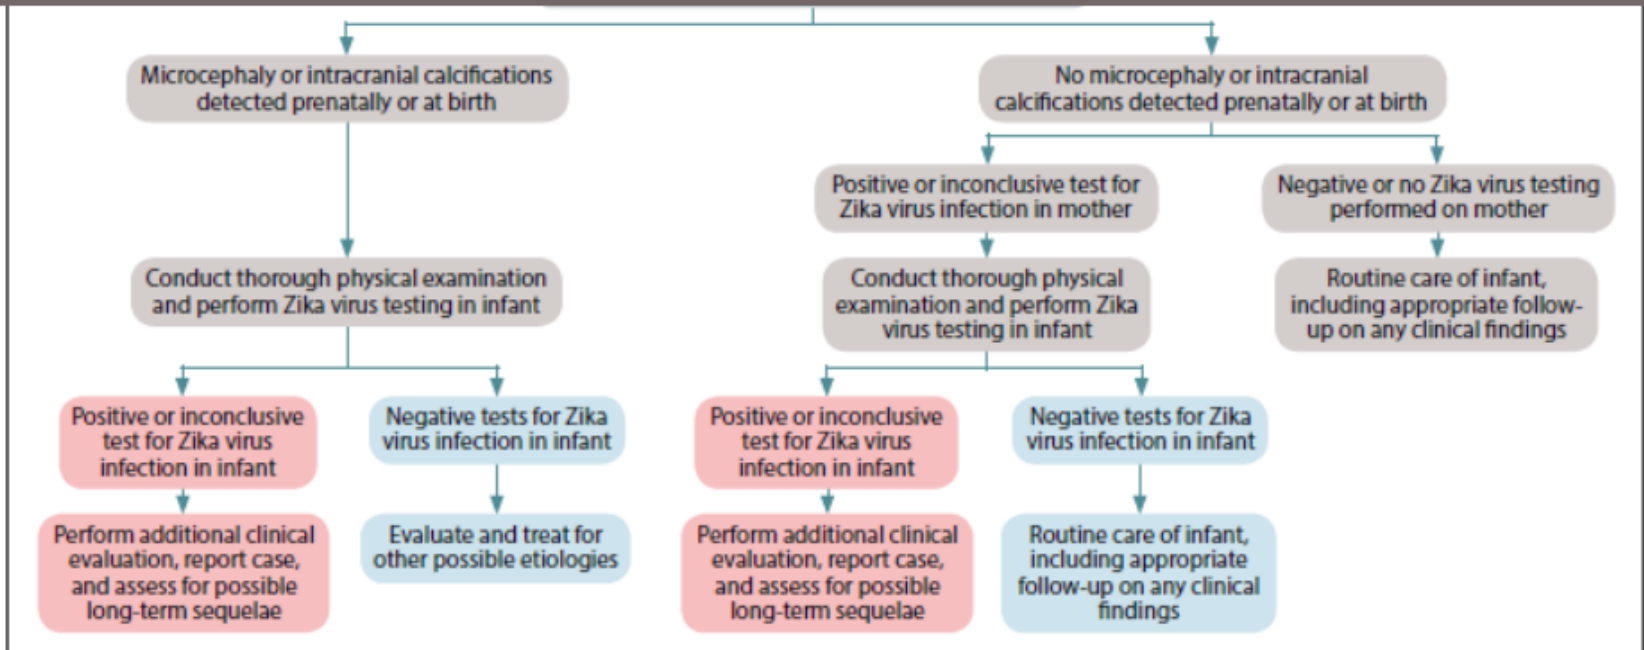 Microcephaly or intracranial calcifications
detected prenatally or at birth
No microcephaly or intracranial
calcifications detected prenatally or at birth
Positive or inconclusive test for
Zika virus infection in mother
Negative or no Zika virus testing
performed on mother
Conduct thorough physical examination
and perform Zika virus testing in infant
Conduct thorough physical
examination and perform Zika
virus testing in infant
Routine care of infant,
including appropriate follow-
up on any clinical findings
Positive or inconclusive
test for Zika virus
infection in infant
Negative tests for Zika
virus infection in infant
Positive or inconclusive
test for Zika virus
infection in infant
Negative tests for Zika
virus infection in infant
Perform additional clinical
evaluation, report case,
and assess for possible
long-term sequelae
Evaluate and treat for
other possible etiologies
Perform additional clinical
evaluation, report case,
and assess for possible
long-term sequelae
Routine care of infant,
including appropriate
follow-up on any clinical
findings